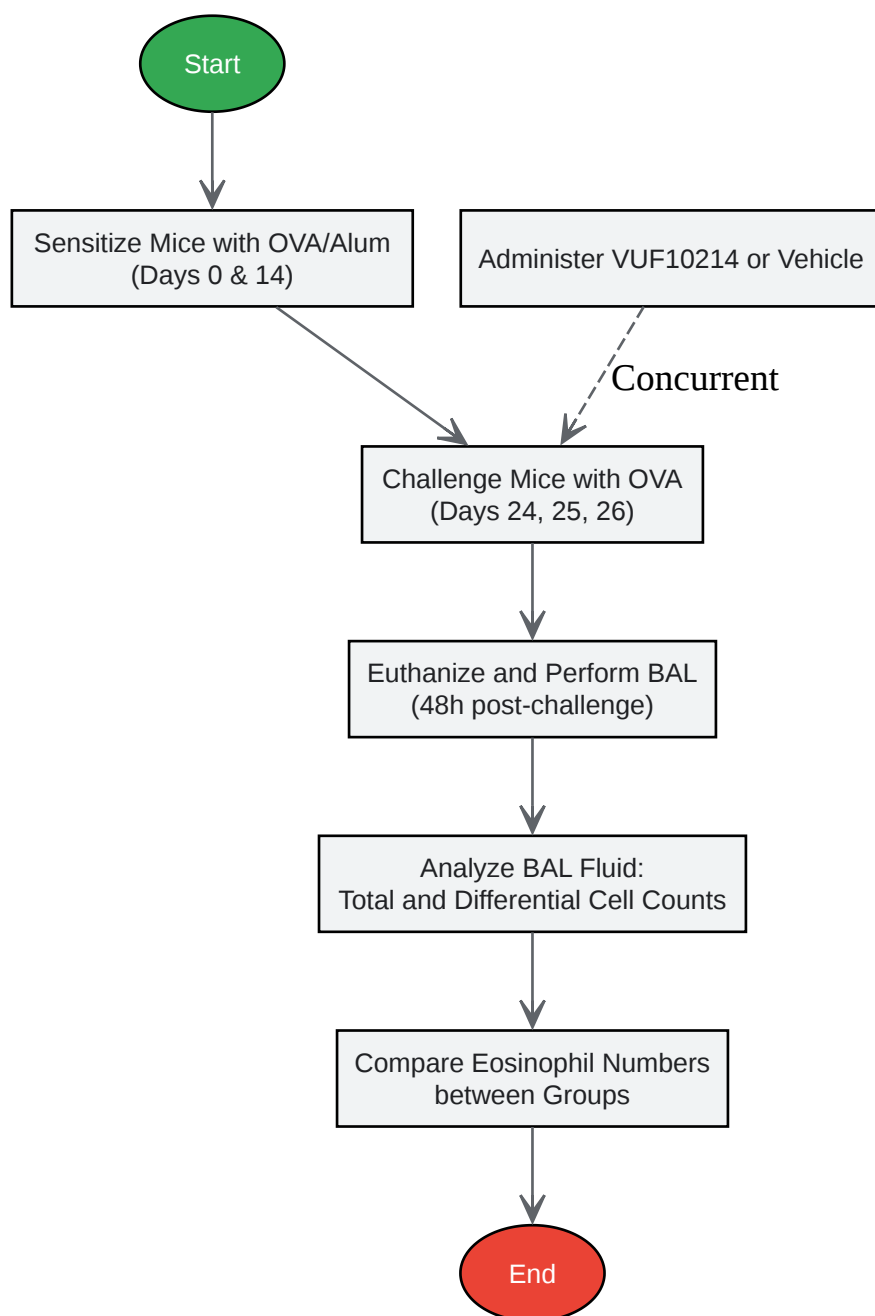 Start
Sensitize Mice with OVA/Alum
(Days 0 & 14)
Administer VUF10214 or Vehicle
Concurrent
Challenge Mice with OVA
(Days 24, 25, 26)
Euthanize and Perform BAL
(48h post-challenge)
Analyze BAL Fluid:
Total and Differential Cell Counts
Compare Eosinophil Numbers
between Groups
End